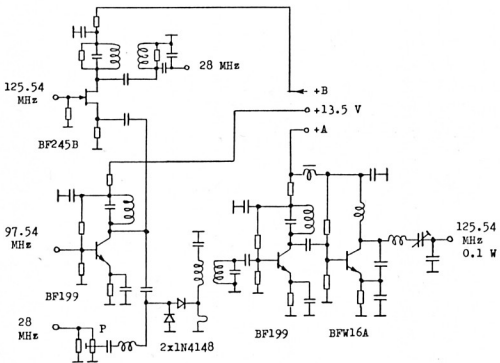 28 MHz
125.54
MHz
+B
+13.5 V
+A
BF245B
97.54
MHz
125.54
MHz
0.1 W
BF199
28
MHz
P
2x1N4148
BF199
BFW16A